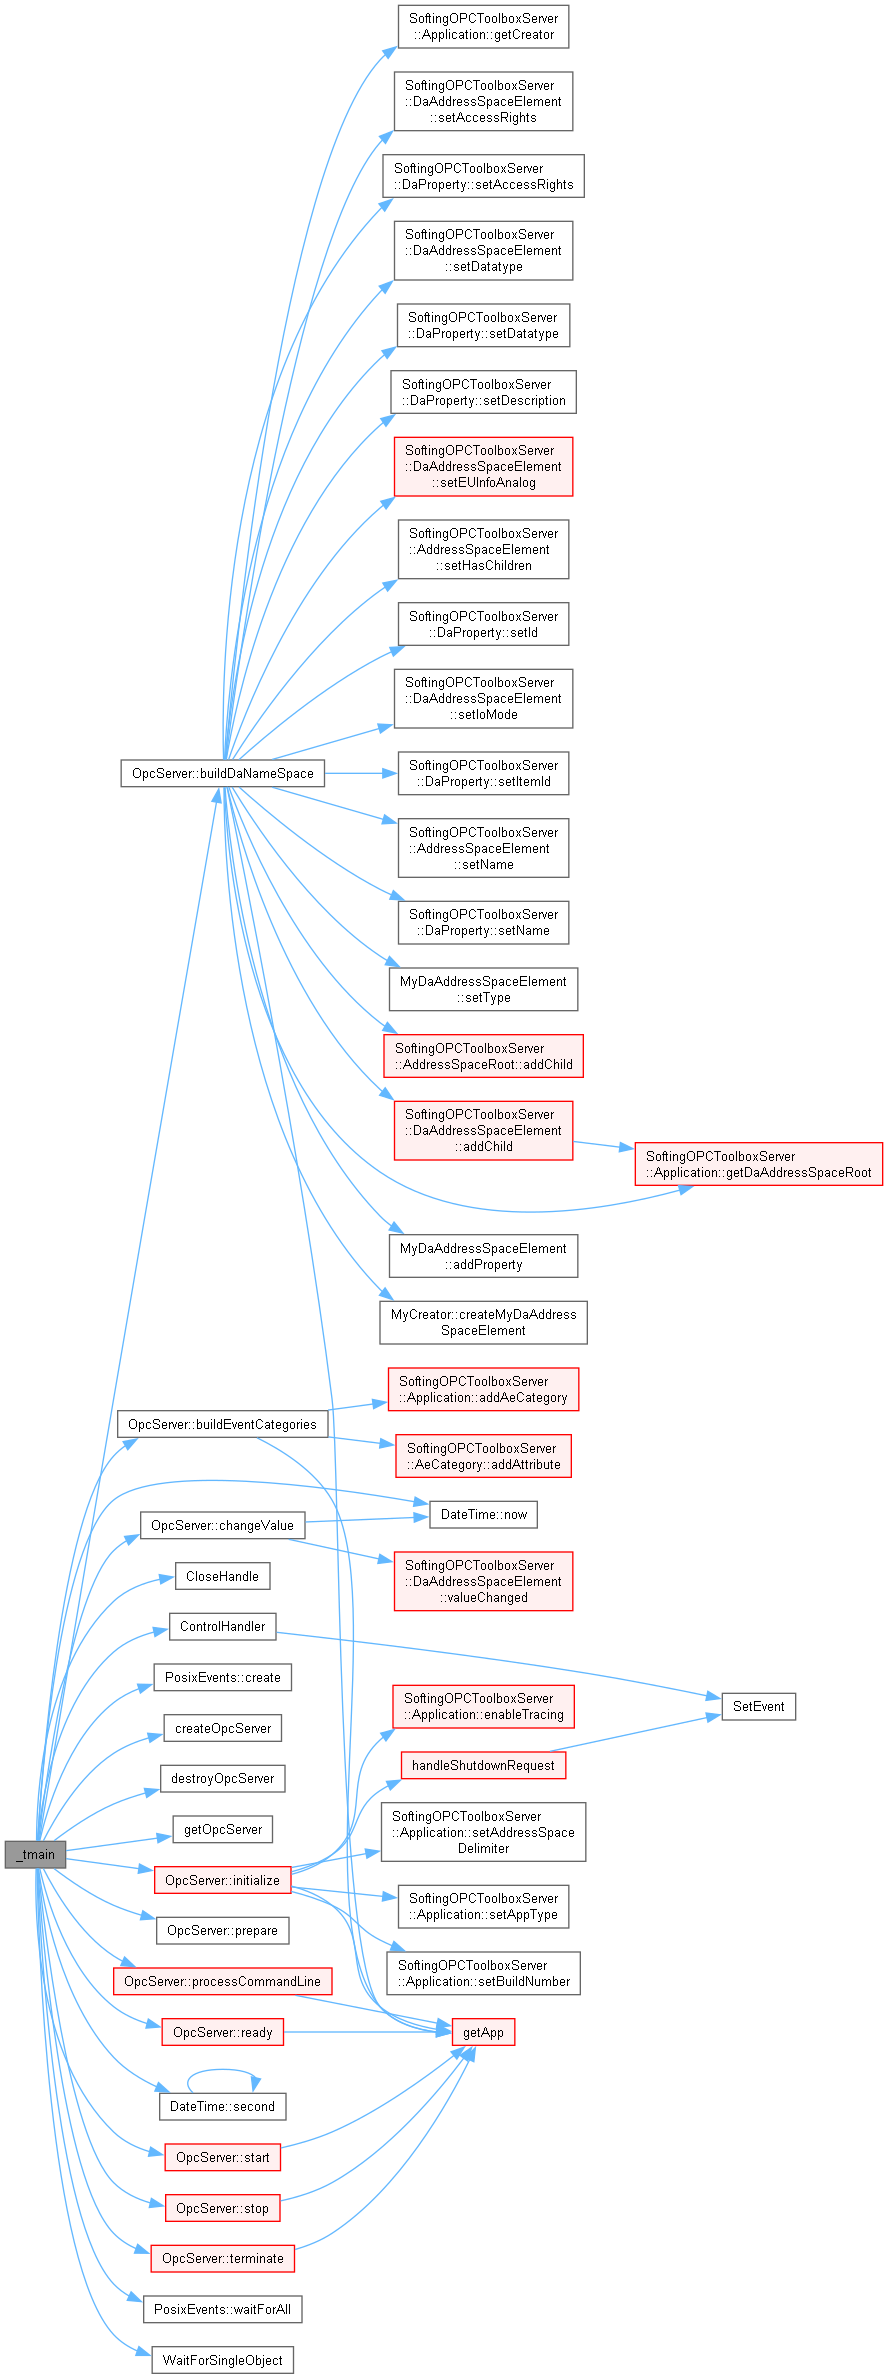 SoftingOPCToolboxServer
::Application::getCreator
SoftingOPCToolboxServer
::DaAddressSpaceElement
::setAccessRights
SoftingOPCToolboxServer
::DaProperty::setAccessRights
SoftingOPCToolboxServer
::DaAddressSpaceElement
::setDatatype
SoftingOPCToolboxServer
::DaProperty::setDatatype
SoftingOPCToolboxServer
::DaProperty::setDescription
SoftingOPCToolboxServer
::DaAddressSpaceElement
::setEUInfoAnalog
SoftingOPCToolboxServer
::AddressSpaceElement
::setHasChildren
SoftingOPCToolboxServer
::DaProperty::setId
SoftingOPCToolboxServer
::DaAddressSpaceElement
::setIoMode
OpcServer::buildDaNameSpace
SoftingOPCToolboxServer
::DaProperty::setItemId
SoftingOPCToolboxServer
::AddressSpaceElement
::setName
SoftingOPCToolboxServer
::DaProperty::setName
MyDaAddressSpaceElement
::setType
SoftingOPCToolboxServer
::AddressSpaceRoot::addChild
SoftingOPCToolboxServer
::DaAddressSpaceElement
::addChild
SoftingOPCToolboxServer
::Application::getDaAddressSpaceRoot
MyDaAddressSpaceElement
::addProperty
MyCreator::createMyDaAddress
SpaceElement
SoftingOPCToolboxServer
::Application::addAeCategory
OpcServer::buildEventCategories
SoftingOPCToolboxServer
::AeCategory::addAttribute
DateTime::now
OpcServer::changeValue
SoftingOPCToolboxServer
::DaAddressSpaceElement
::valueChanged
CloseHandle
ControlHandler
PosixEvents::create
SoftingOPCToolboxServer
::Application::enableTracing
SetEvent
createOpcServer
handleShutdownRequest
destroyOpcServer
SoftingOPCToolboxServer
::Application::setAddressSpace
Delimiter
getOpcServer
_tmain
OpcServer::initialize
SoftingOPCToolboxServer
::Application::setAppType
OpcServer::prepare
SoftingOPCToolboxServer
::Application::setBuildNumber
OpcServer::processCommandLine
OpcServer::ready
getApp
DateTime::second
OpcServer::start
OpcServer::stop
OpcServer::terminate
PosixEvents::waitForAll
WaitForSingleObject